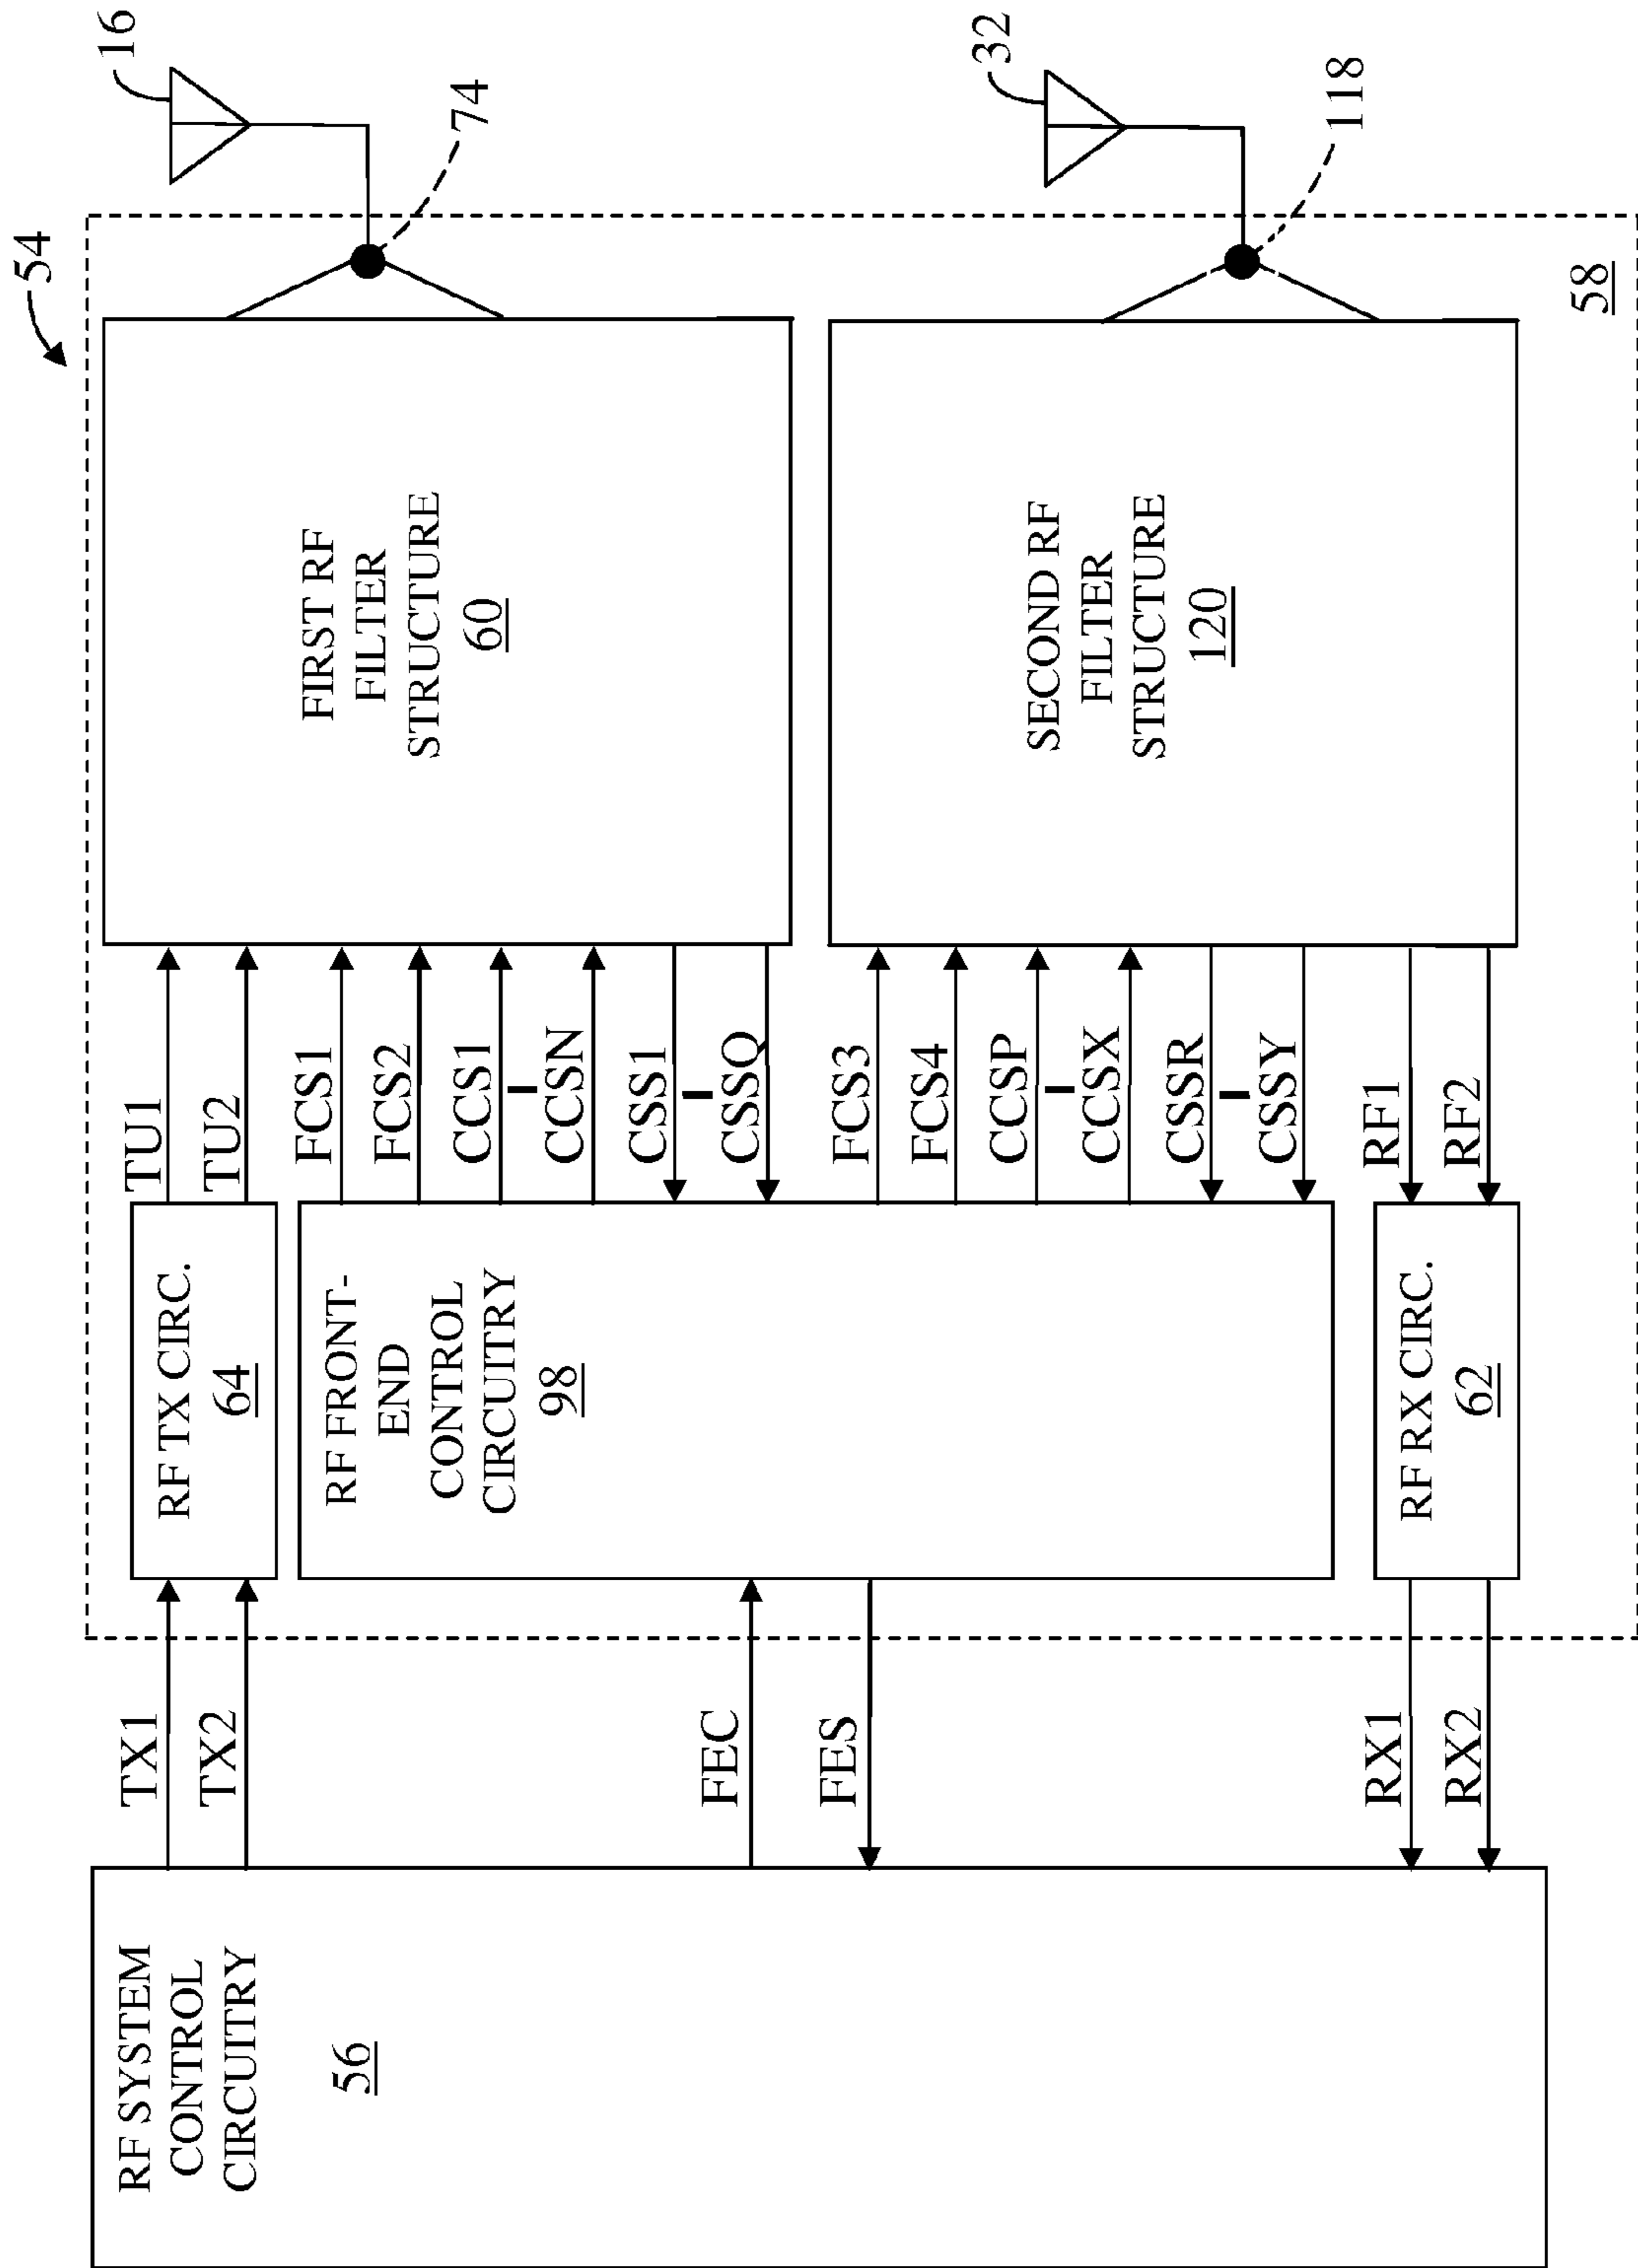 54
RF SYSTEM
CONTROL
CIRCUITRY
56
TX1
TX2
FEC
FES
RX1
RX2
RF TX CIRC.
64
RF FRONT-
END
CONTROL
CIRCUITRY
98
RF RX CIRC.
62
TU1
TU2
FCS1
FCS2
CCS1
CCSN
CSS1
CSSQ
FCS3
FCS4
CCSP
CCSX
CSSR
CSSY
RF1
RF2
FIRST RF
FILTER
STRUCTURE
60
SECOND RF
FILTER
STRUCTURE
120
16
74
32
118
58